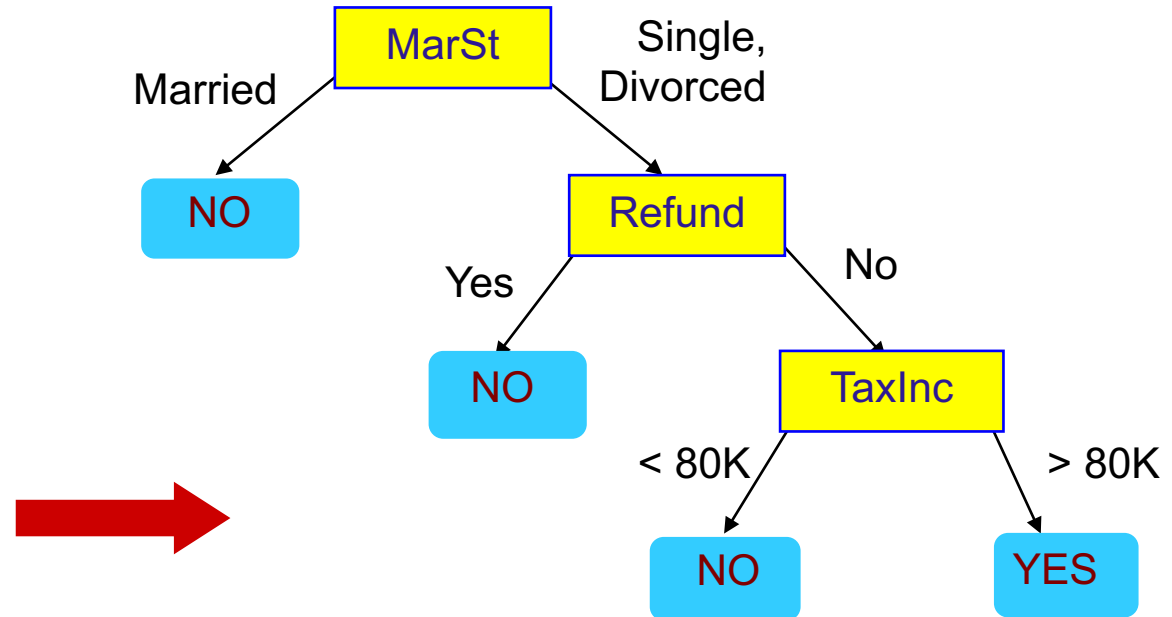 MarSt
Single,
Divorced
Married
NO
Refund
Yes
No
NO
TaxInc
< 80K
> 80K
NO
YES